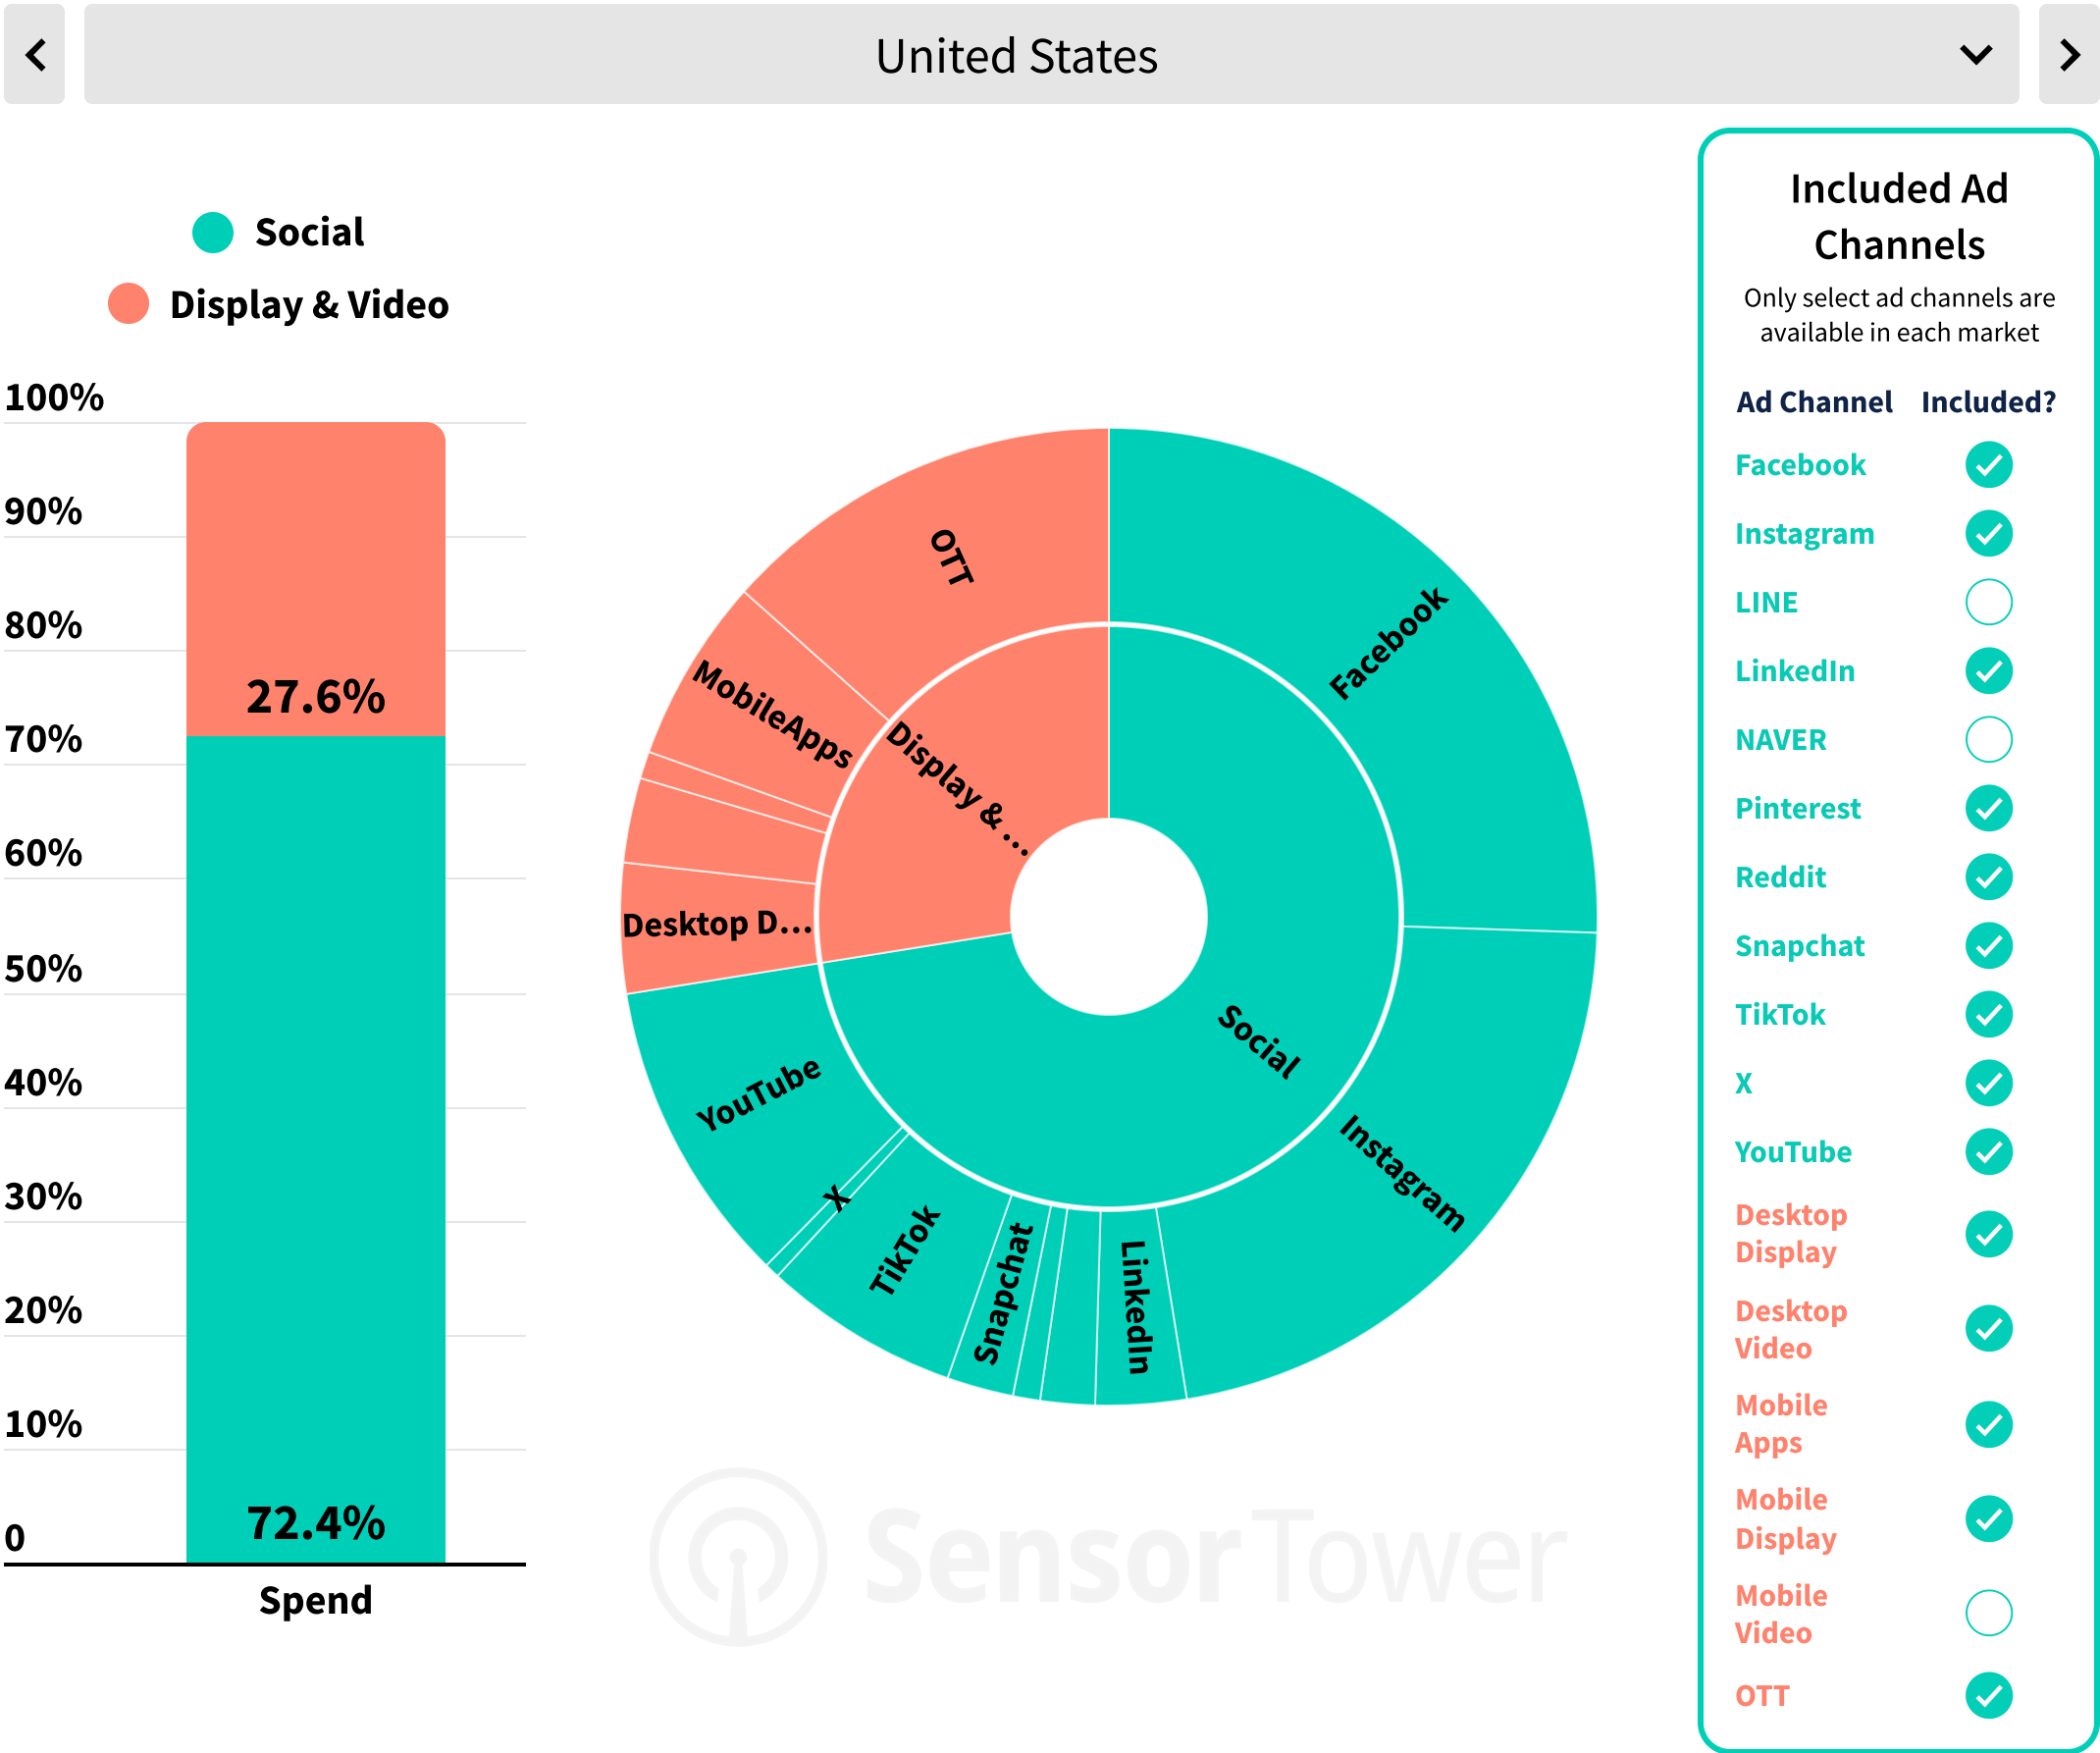 United States
Social
Display & Video
100%
90%
80%
70%
60%
50%
40%
30%
20%
10%
0
27.6%
72.4%
Spend
OTT
MobileApps
Display & ...
Desktop D...
YouTube
X
TikTok
Snapchat
LinkedIn
Instagram
Social
Facebook
SensorTower
Included Ad
Channels
Only select ad channels are
available in each market
Ad Channel Included?
Facebook
Instagram
LINE
LinkedIn
NAVER
Pinterest
Reddit
Snapchat
TikTok
X
YouTube
Desktop
Display
Desktop
Video
Mobile
Apps
Mobile
Display
Mobile
Video
OTT